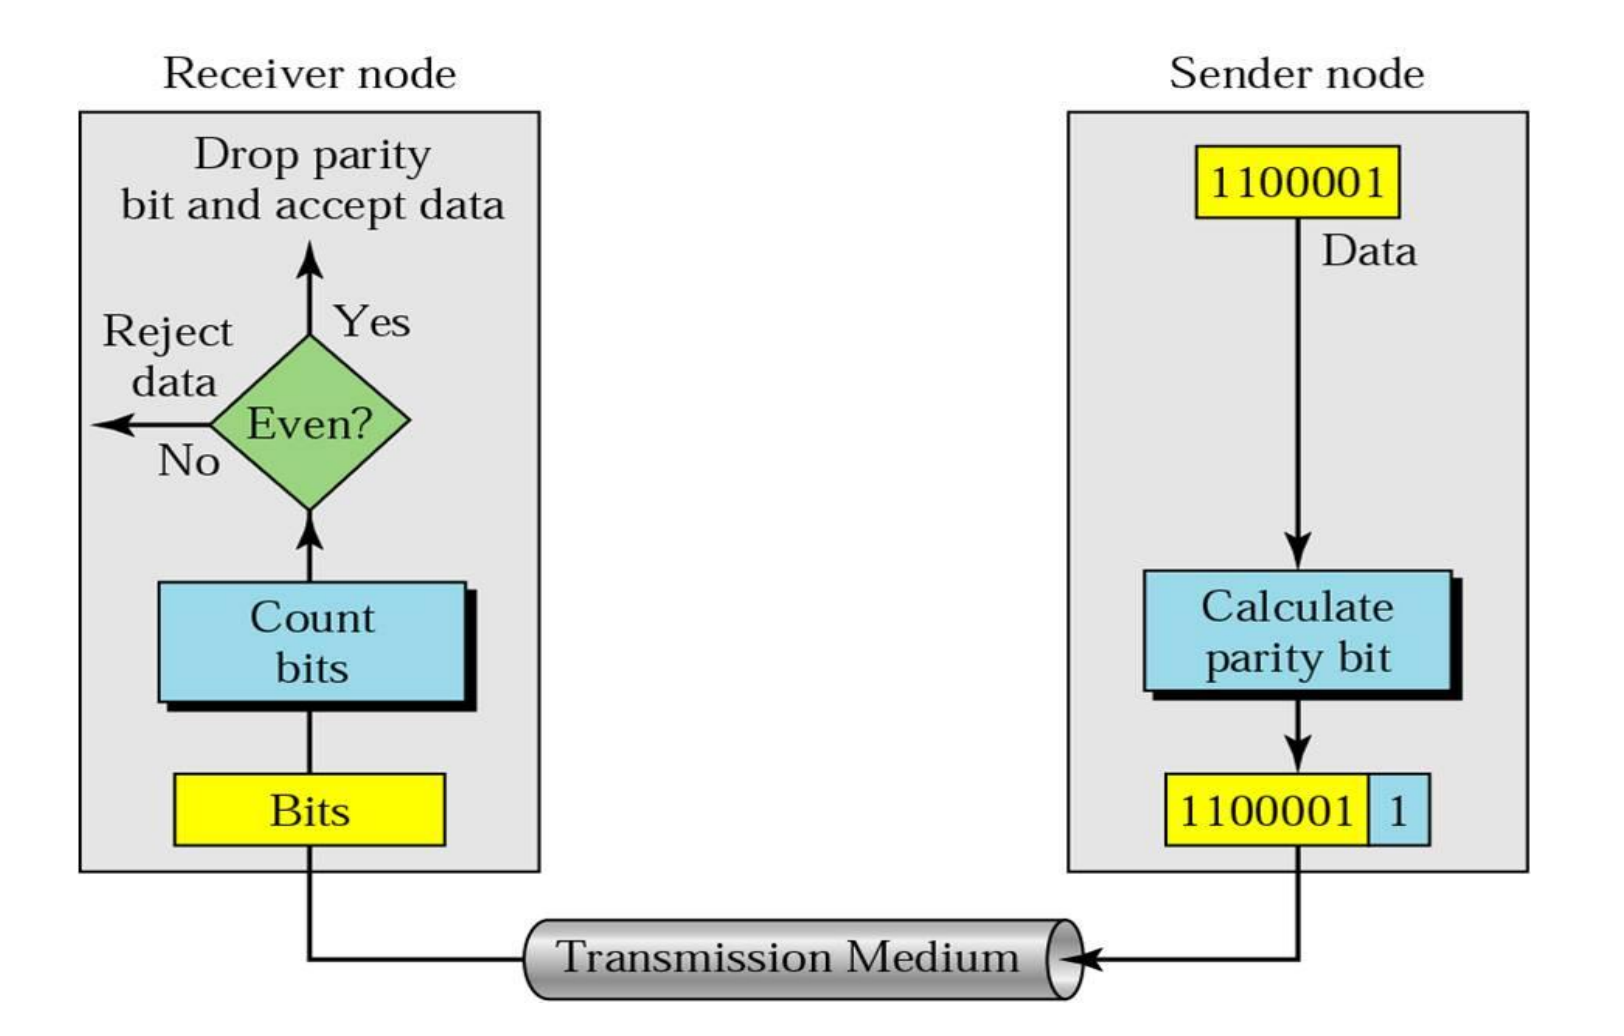 Receiver node
Sender node
Drop parity
bit and accept data
Yes
Reject
data
Even?
No
Count
bits
Bits
1100001
Data
Calculate
parity bit
1100001 1
Transmission Medium